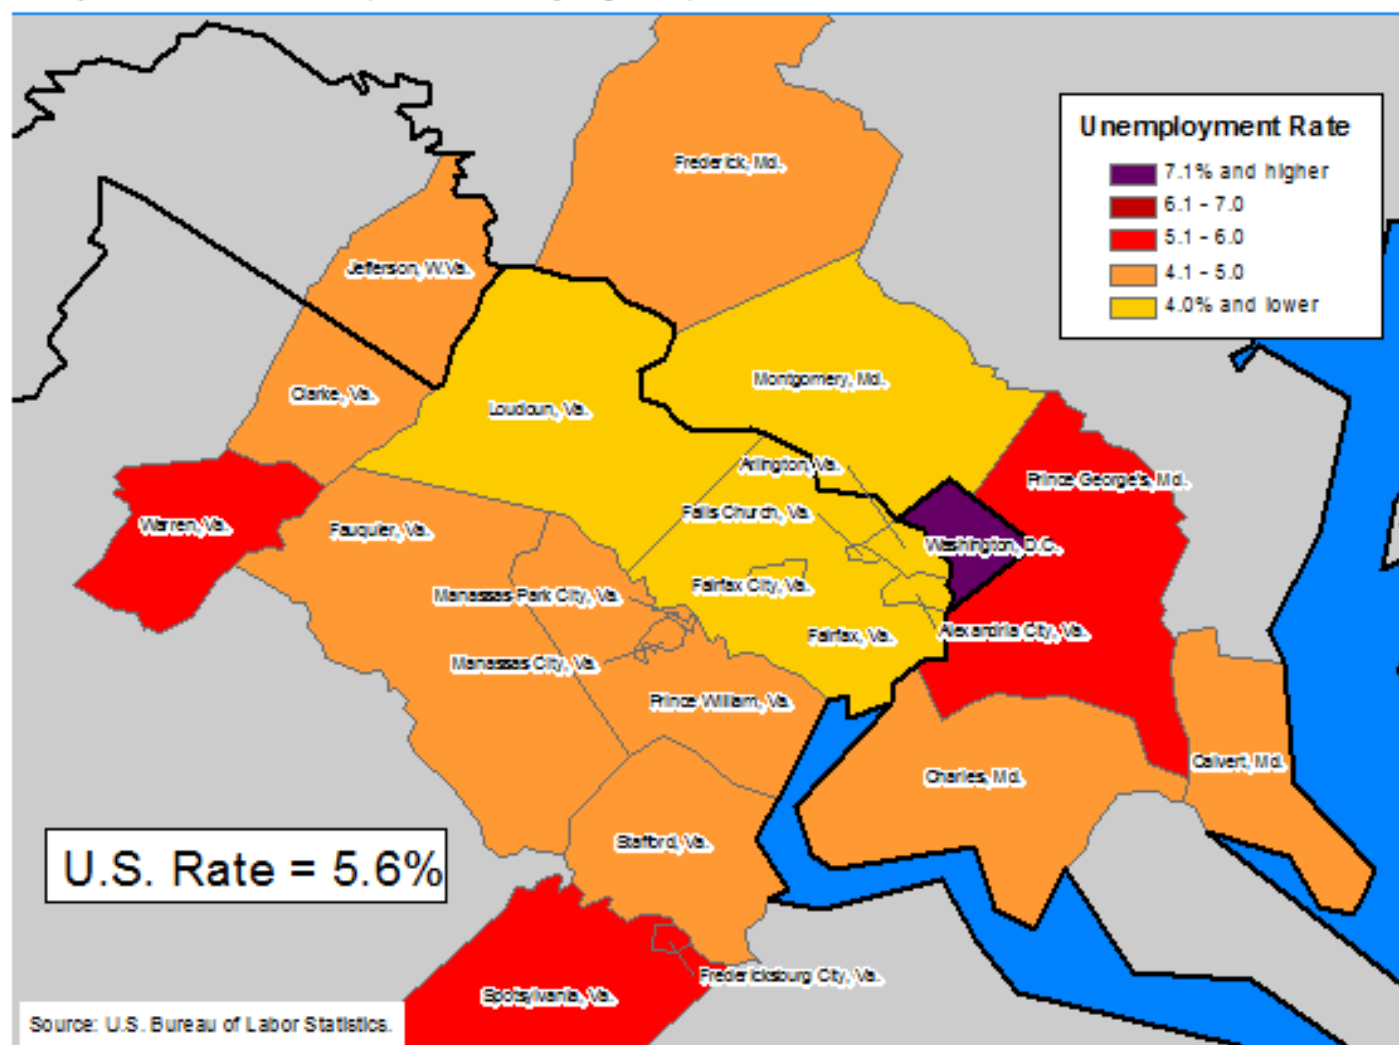 Frederick, Md.
Unemployment Rate
7.1% and higher
6.1 - 7.0
5.1 - 6.0
4.1 - 5.0
4.0% and lower
Jefferson, W.Va.
Clarke, Va.
Loudoun, Va.
Montgomery, Md.
Arlington, Va.
Prince George's, Md.
Falls Church, Va.
Warren, Va.
Fauquier, Va.
Washington, D.C.
Fairfax City, Va.
Manassas Park City, Va.
Fairfax, Va.
Alexandria City, Va.
Manassas City, Va.
Prince William, Va.
Charles, Md.
Calvert, Md.
Stafford, Va.
U.S. Rate = 5.6%
Fredericksburg City, Va.
Spotsylvania, Va.
Source: U.S. Bureau of Labor Statistics.